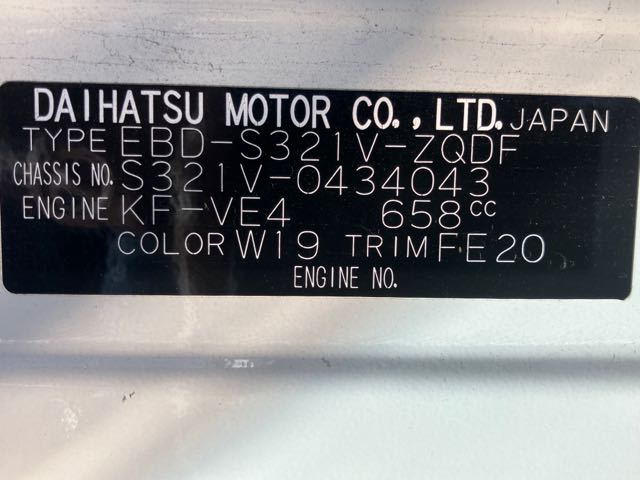 DAIHATSU MOTOR CO., LTD. JAPAN
TYPE EBD-S321V-ZQDF
CHASSIS NO. S321V-0434043
ENGINE KF-VE4 658cc
COLOR W19 TRIM FE20
ENGINE NO.